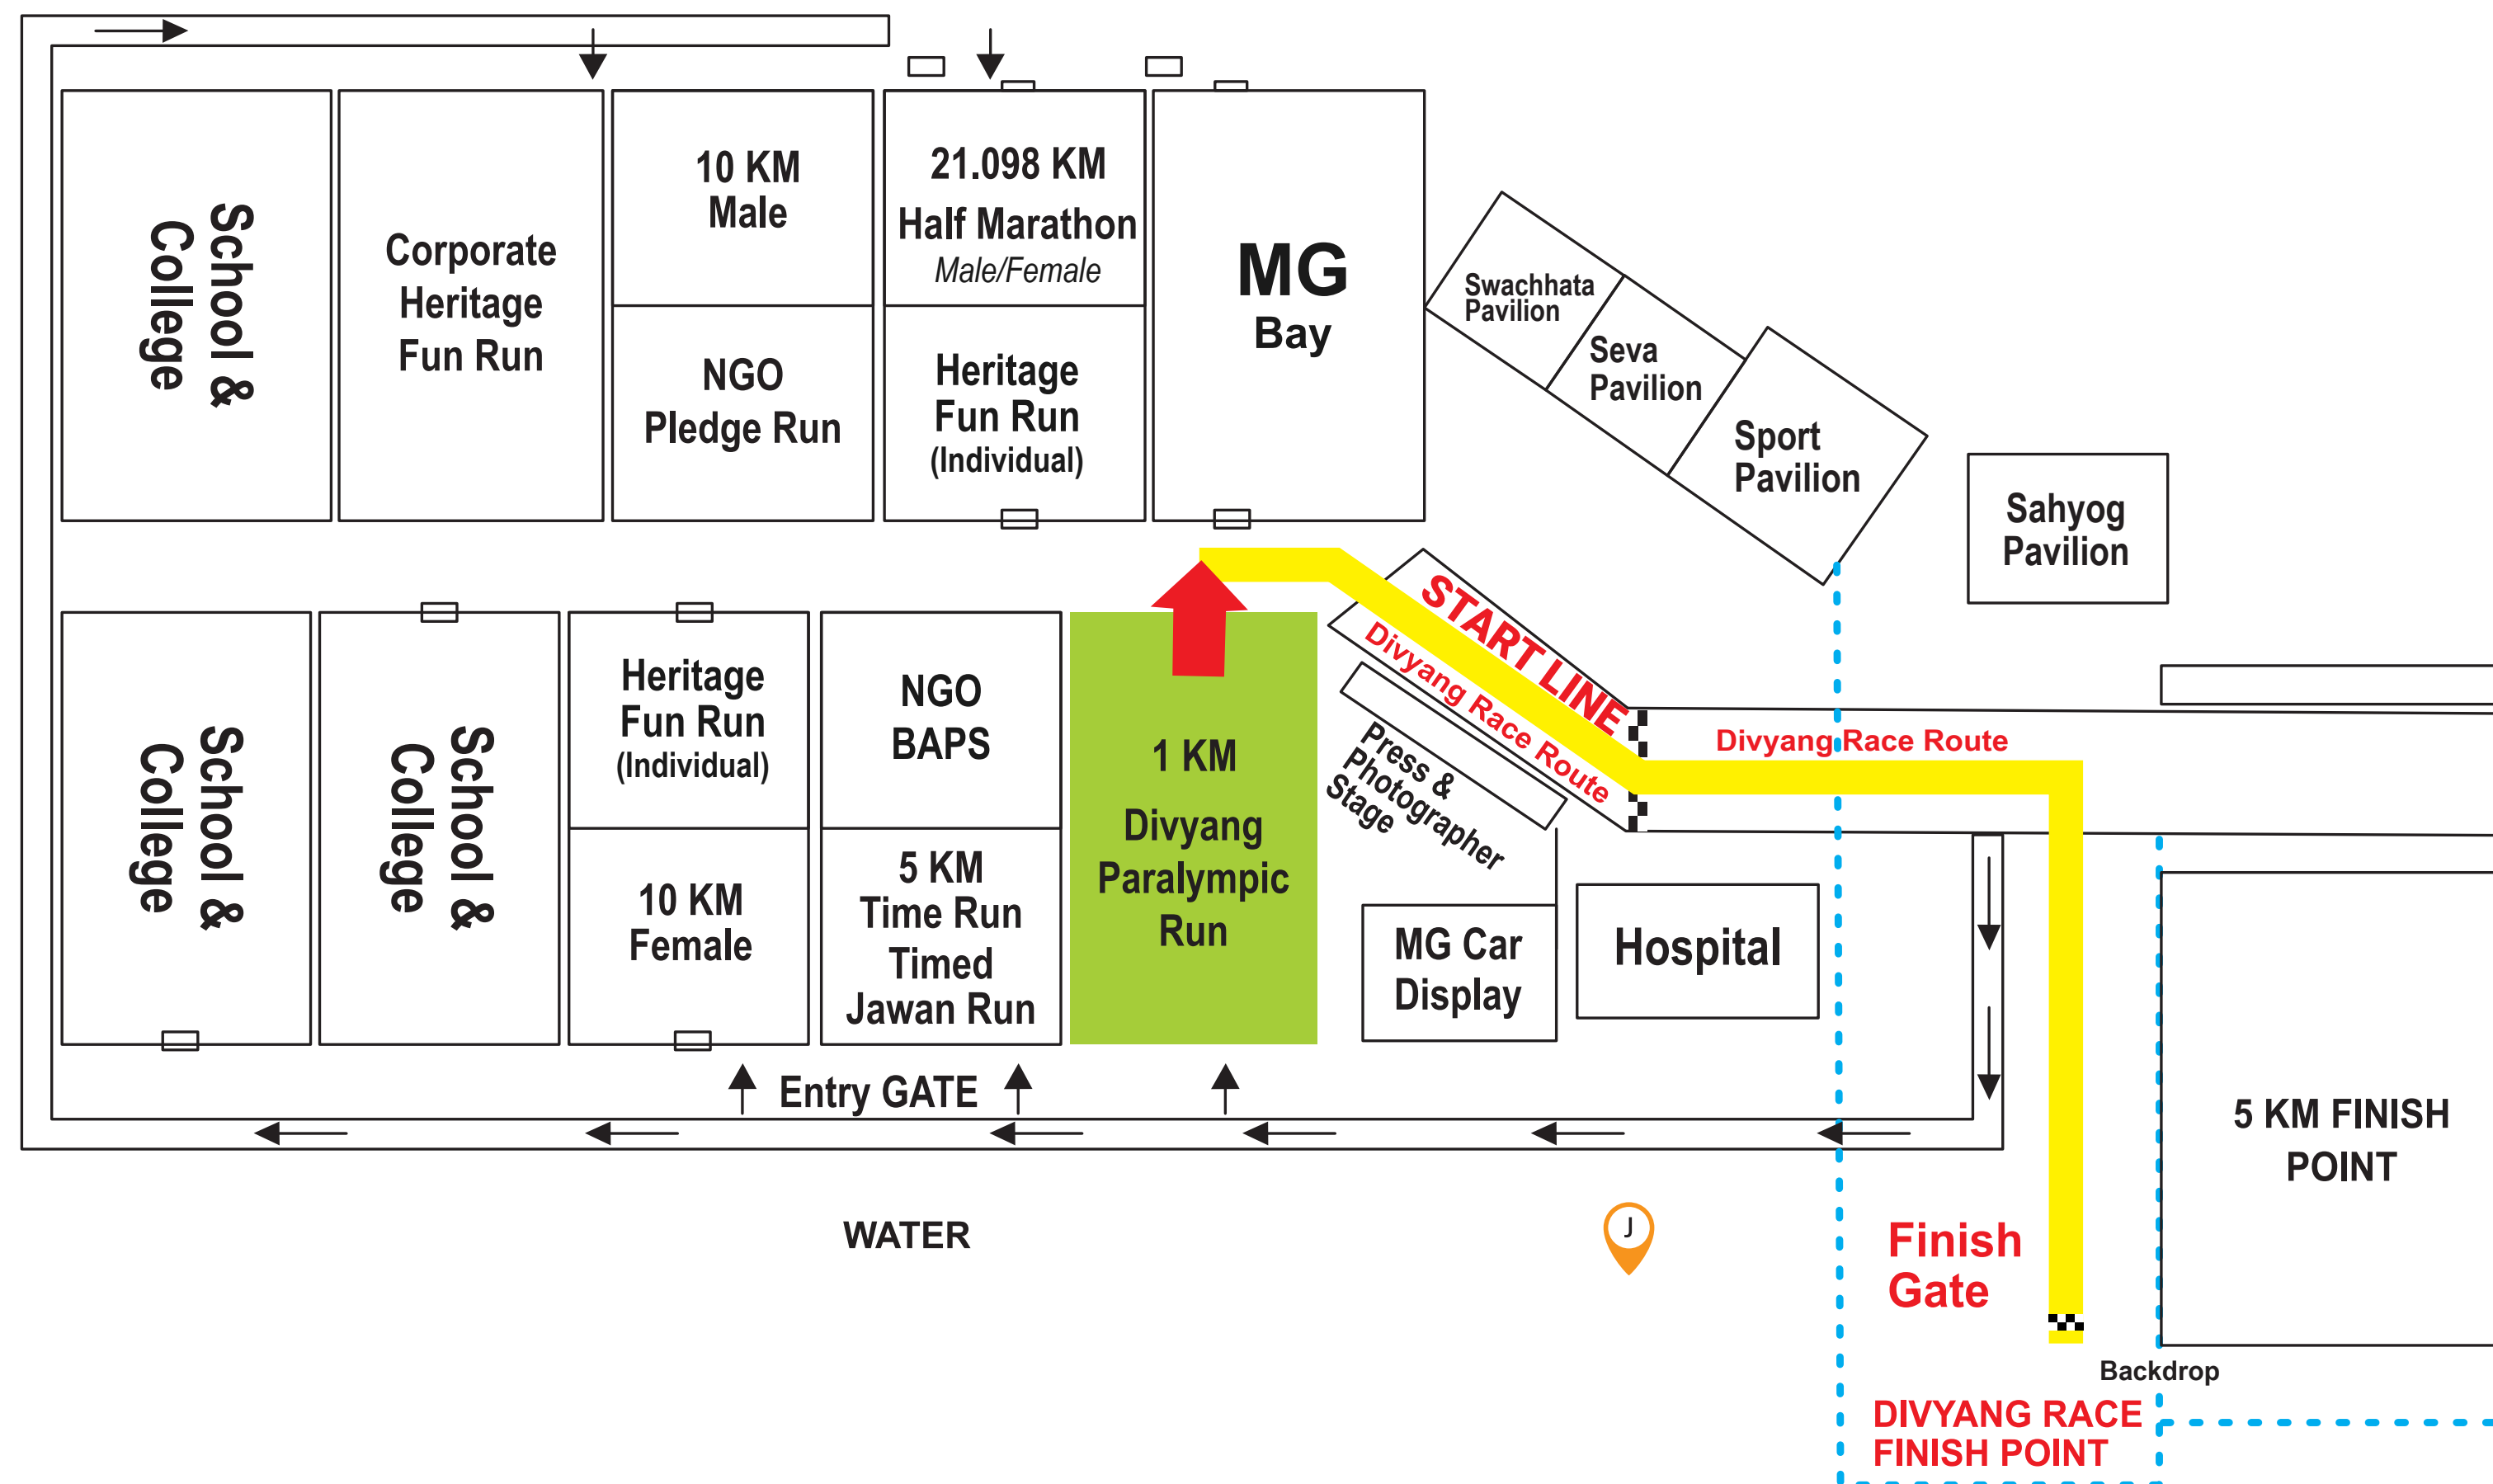 School &
College
Corporate
Heritage
Fun Run
10 KM
Male
NGO
Pledge Run
21.098 KM
Half Marathon
Male/Female
Heritage
Fun Run
(Individual)
MG
Bay
Swachhata
Pavilion
Seva
Pavilion
Sport
Pavilion
Sahyog
Pavilion
School &
College
School &
College
Heritage
Fun Run
(Individual)
10 KM
Female
NGO
BAPS
5 KM
Time Run
Timed
Jawan Run
1 KM
Divyang
Paralympic
Run
START LINE
Divyang Race Route
Press &
Photographer
Stage
Divyang Race Route
MG Car
Display
Hospital
Entry GATE
WATER
J
5 KM FINISH
POINT
Finish
Gate
Backdrop
DIVYANG RACE
FINISH POINT